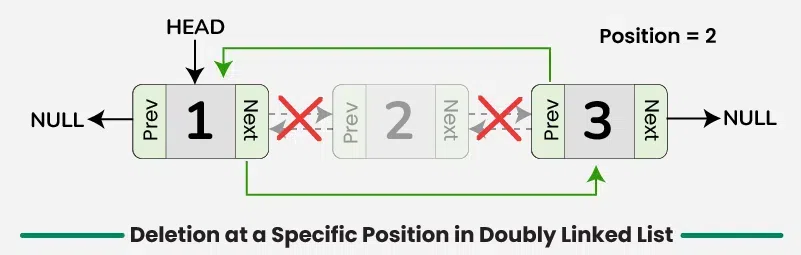 HEAD
Position = 2
NULL
Prev
1
Next
Prev
2
Next
Prev
3
Next
NULL
Deletion at a Specific Position in Doubly Linked List